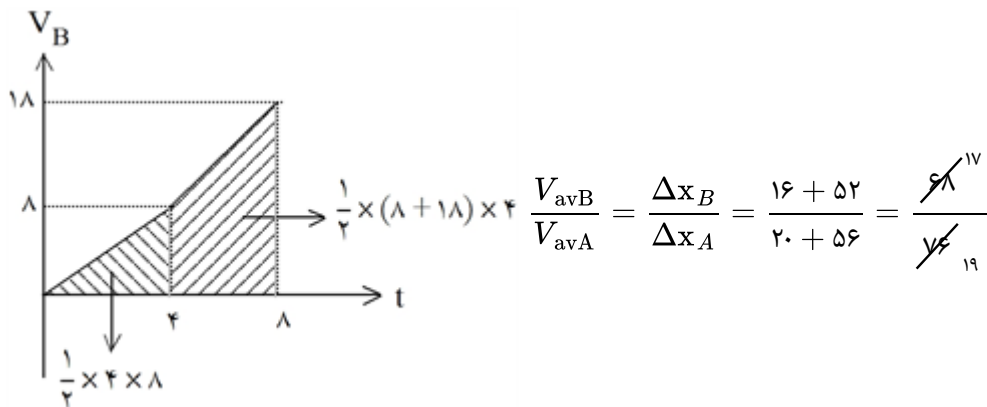 V_B
۱۸
۸
۴ ۸ t
۱/۲ × ۴ × ۸
۱/۲ × (۸ + ۱۸) × ۴
V_avB / V_avA = Δx_B / Δx_A = ۱۶ + ۵۲ / ۲۰ + ۵۶ = ۶۸ ۱۷ / ۷۶ ۱۹